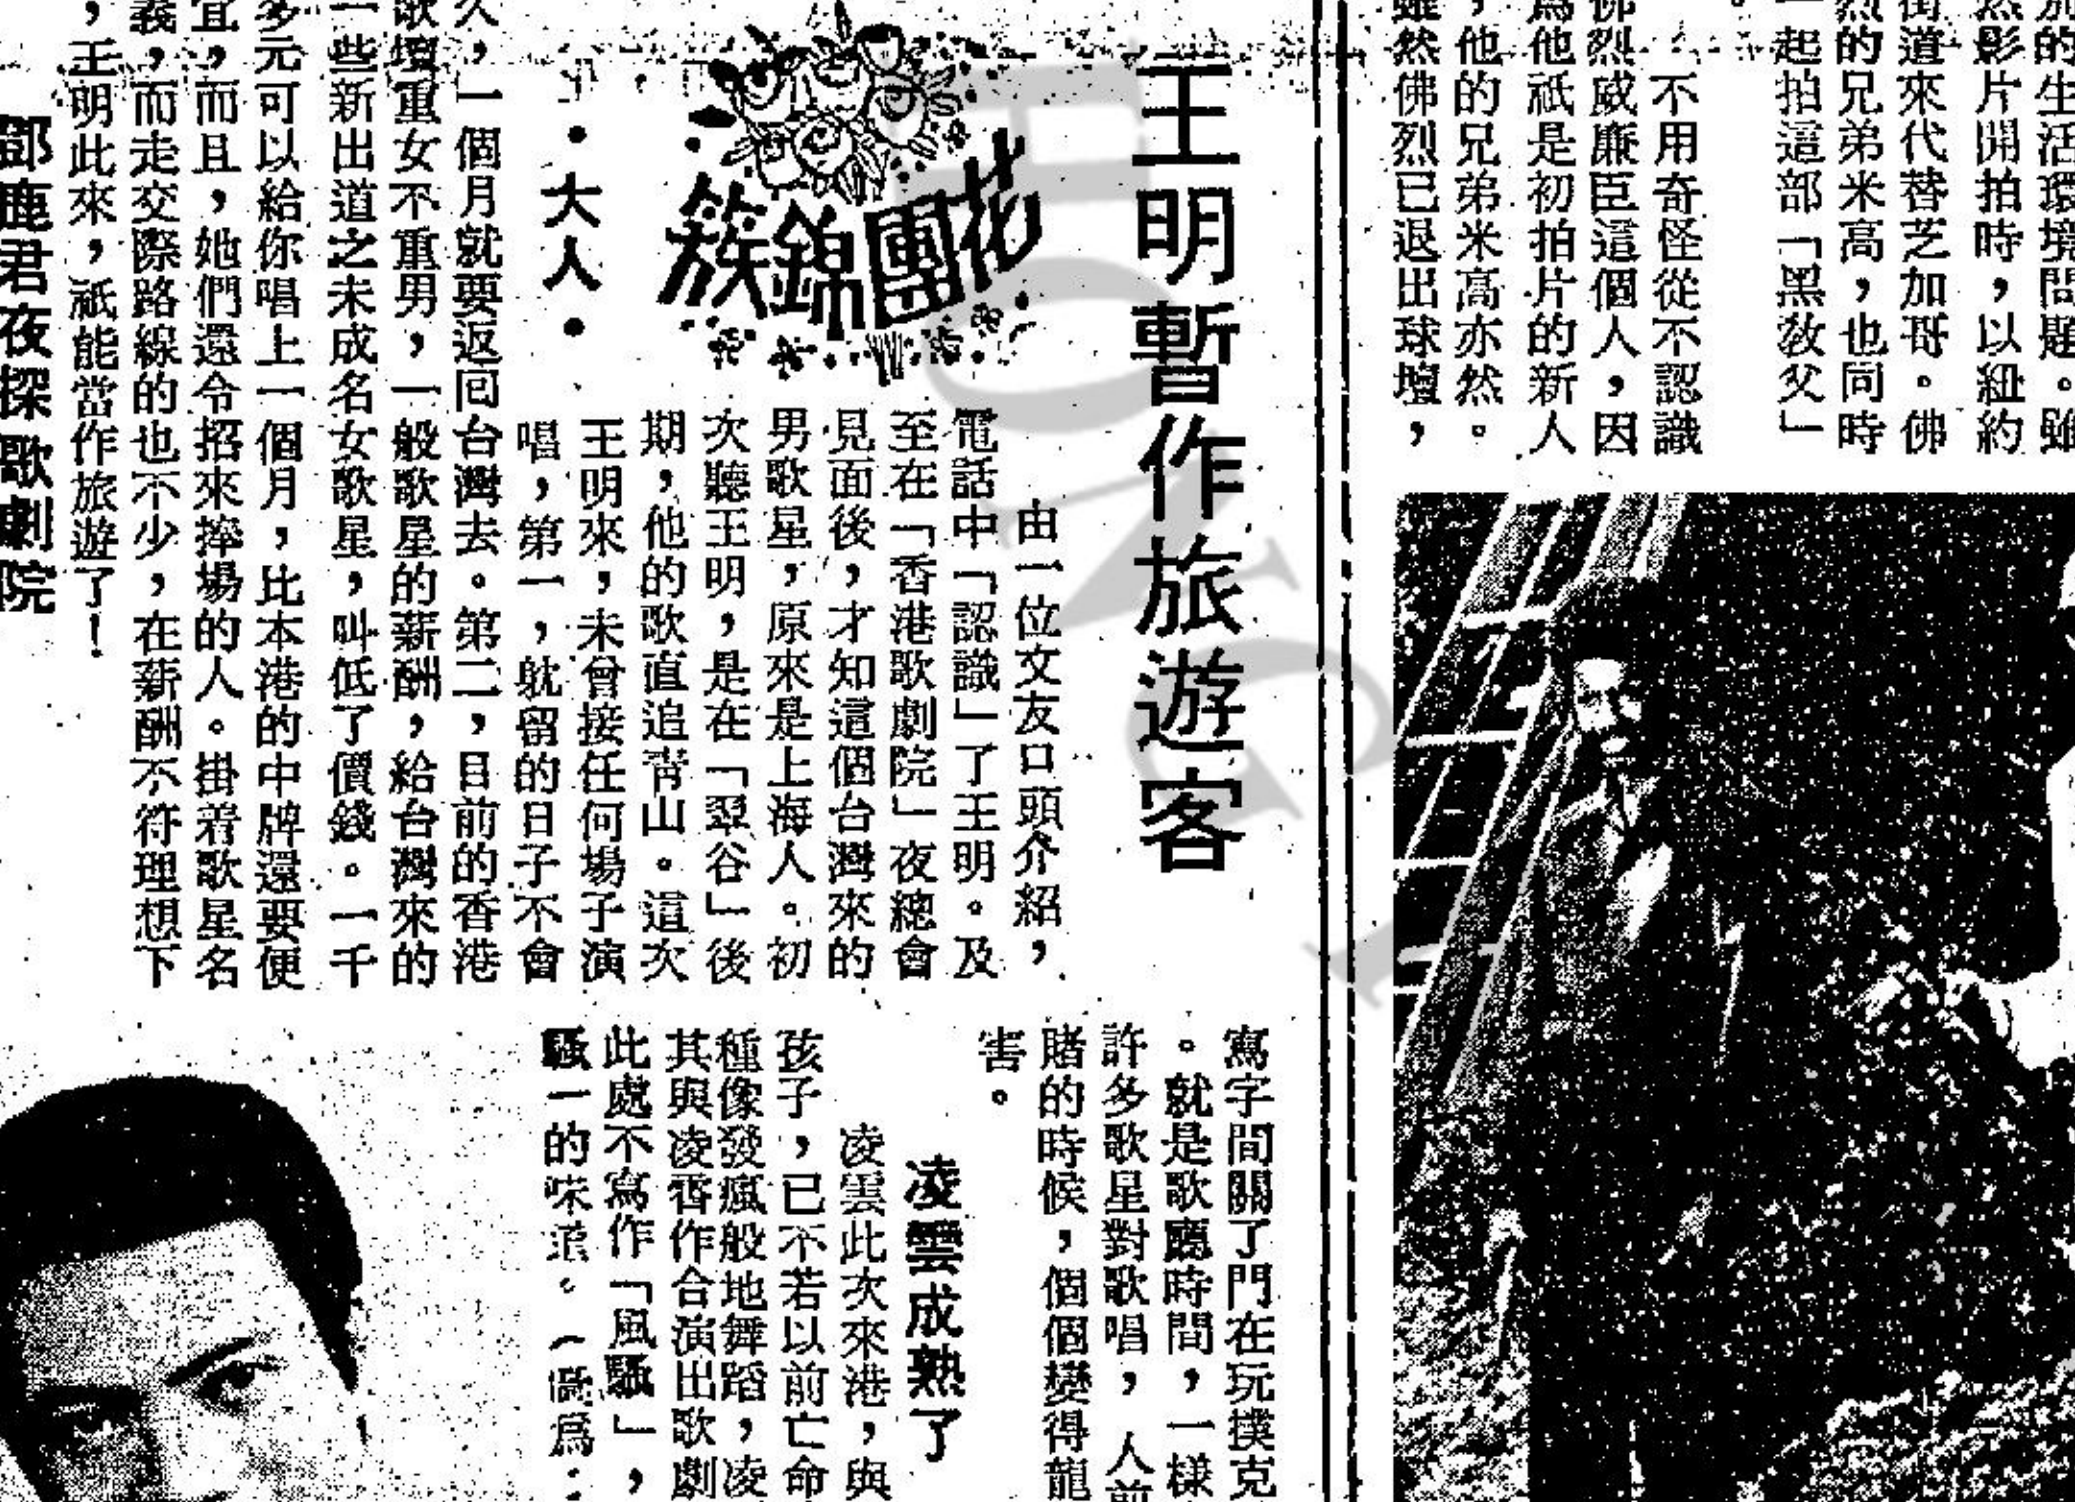 旅的生活環境問題。雖
然影片開拍時，以紐約
街道來代替芝加哥。佛
烈的兄弟米高，也同時
一起拍這部「黑教父」
。
不用奇怪從不認識
佛烈威廉臣這個人，因
為他祇是初拍片的新人
，他的兄弟米高亦然。
雖然佛烈已退出球壇，
王明暫作旅遊客
花團錦簇
・大人・
由一位文友口頭介紹，
電話中「認識」了王明。及
至在「香港歌劇院」夜總會
見面後，才知這個台灣來的
男歌星，原來是上海人。初
次聽王明，是在「翠谷」後
期，他的歌直追青山。這次
王明來，未曾接任何場子演
唱，第一，躭留的日子不會
久，一個月就要返囘台灣去。第二，目前的香港
歌壇重女不重男，一般歌星的薪酬，給台灣來的
一些新出道之未成名女歌星，叫低了價錢。一千
多元可以給你唱上一個月，比本港的中牌還要便
宜，而且，她們還令招來捧場的人。掛着歌星名
義，而走交際路線的也不少，在薪酬不符理想下
，王明此來，祇能當作旅遊了！
鄧鹿君夜探歌劇院
寫字間關了門在玩撲克
。就是歌廳時間，一樣
許多歌星對歌唱，人前
賭的時候，個個變得龍
害。
凌雲成熟了
凌雲此次來港，與
孩子，已不若以前亡命
種像發瘋般地舞蹈，凌
其與凌霄作合演出歌劇
此處不寫作「風騷」，
騷一的味道。
HONG